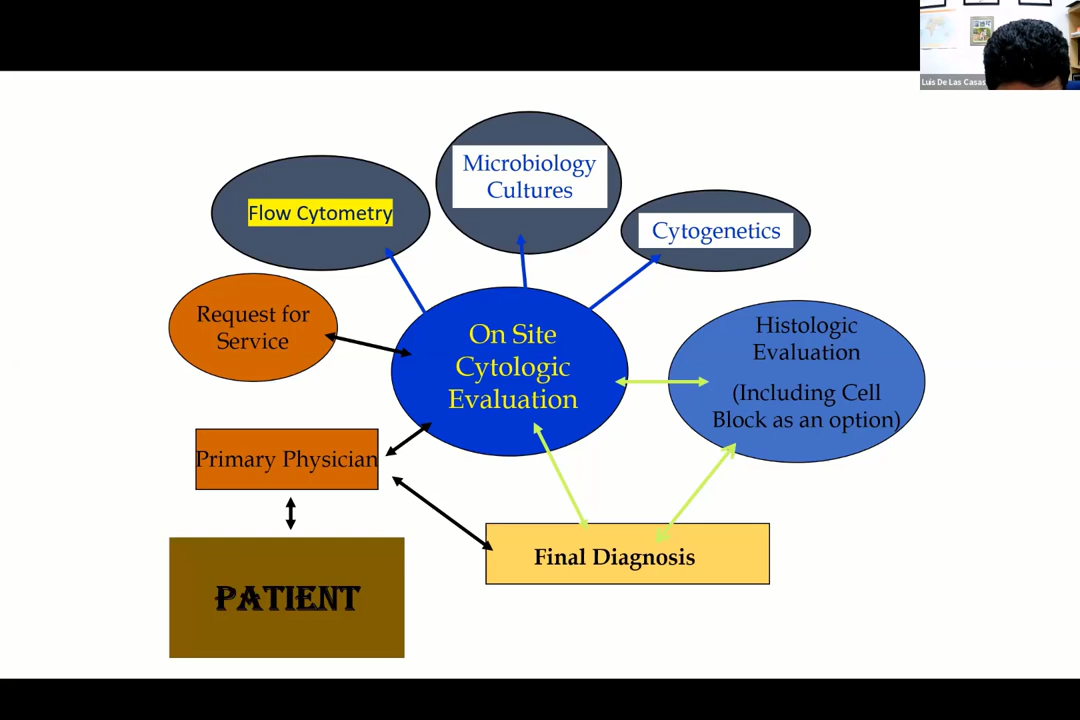 Luis De Las Casas
Microbiology
Cultures
Flow Cytometry
Cytogenetics
Request for
Service
On Site
Cytologic
Evaluation
Histologic
Evaluation
(Including Cell
Block as an option)
Primary Physician
Final Diagnosis
PATIENT